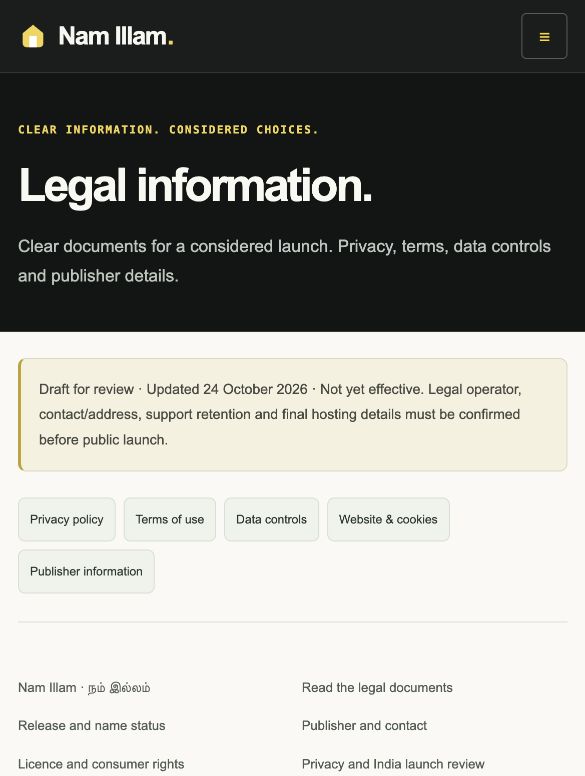 Nam Illam.
CLEAR INFORMATION. CONSIDERED CHOICES.
Legal information.
Clear documents for a considered launch. Privacy, terms, data controls
and publisher details.
Draft for review · Updated 24 October 2026 · Not yet effective. Legal operator,
contact/address, support retention and final hosting details must be confirmed
before public launch.
Privacy policy
Terms of use
Data controls
Website & cookies
Publisher information
Nam Illam · நம் இல்லம்
Read the legal documents
Release and name status
Publisher and contact
Licence and consumer rights
Privacy and India launch review